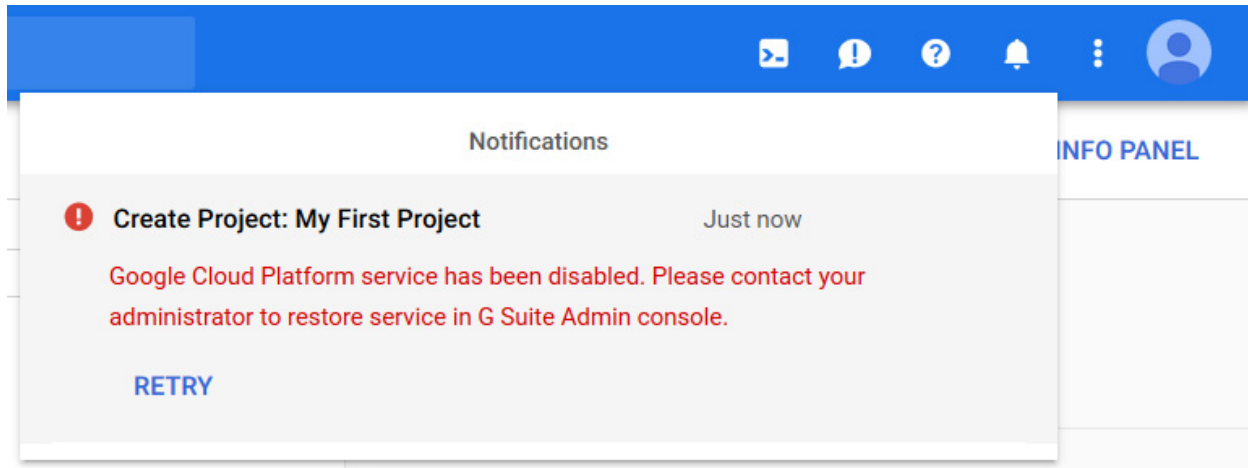 Notifications
INFO PANEL
Create Project: My First Project Just now
Google Cloud Platform service has been disabled. Please contact your
administrator to restore service in G Suite Admin console.
RETRY